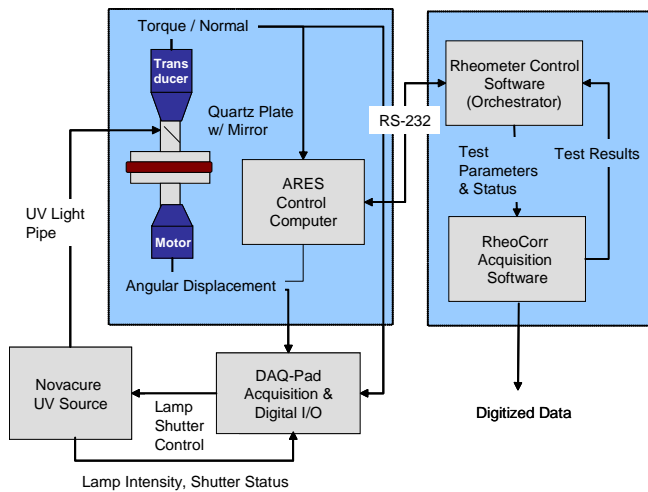 Torque / Normal
Trans
ducer
Quartz Plate
w/ Mirror
ARES
Control
Computer
Motor
Angular Displacement
UV Light
Pipe
RS-232
Rheometer Control
Software
(Orchestrator)
Test
Parameters
& Status
Test Results
RheoCorr
Acquisition
Software
Novacure
UV Source
Lamp
Shutter
Control
DAQ-Pad
Acquisition &
Digital I/O
Digitized Data
Lamp Intensity, Shutter Status